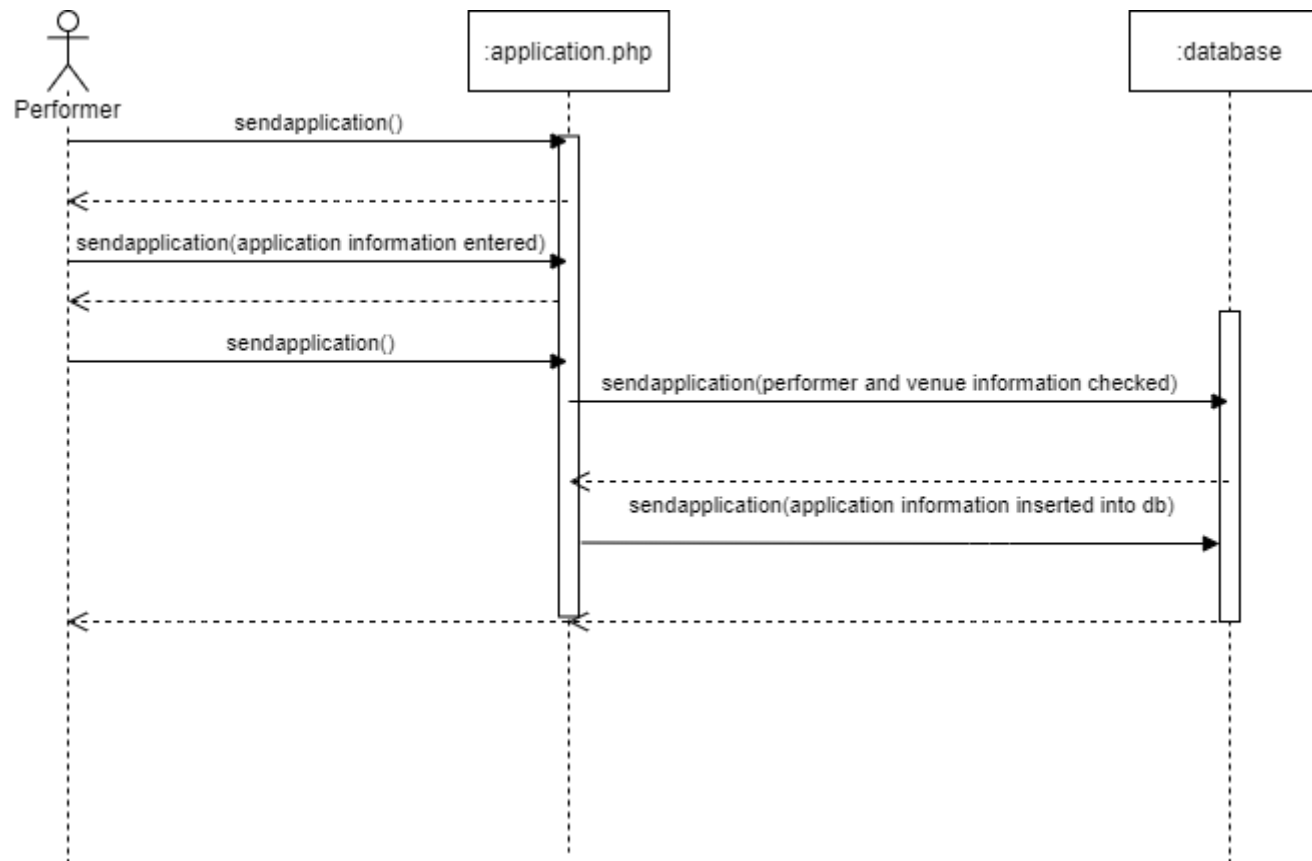 :application.php
:database
Performer
sendapplication()
sendapplication(application information entered)
sendapplication()
sendapplication(performer and venue information checked)
sendapplication(application information inserted into db)